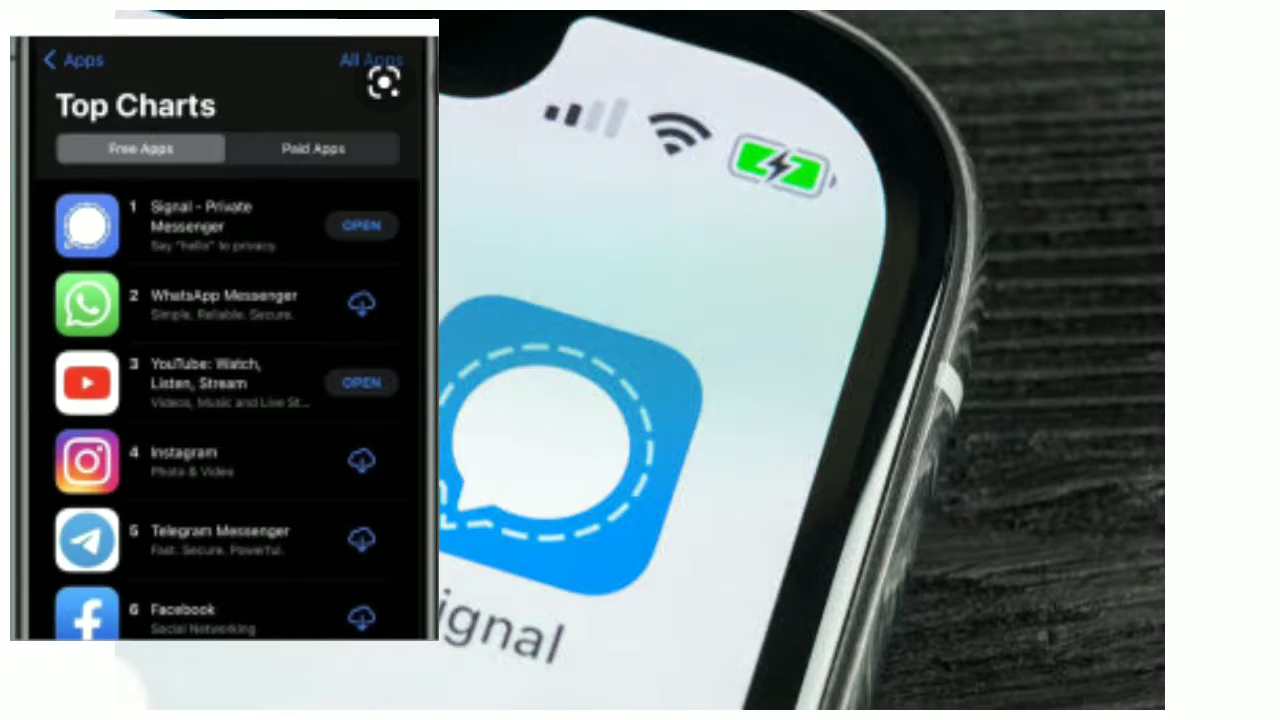 Apps
All Apps
Top Charts
Free Apps
Paid Apps
1
Signal - Private
Messenger
Say "hello" to privacy.
OPEN
2
WhatsApp Messenger
Simple. Reliable. Secure.
3
YouTube: Watch,
Listen, Stream
Videos, Music and Live St...
OPEN
4
Instagram
Photo & Video
5
Telegram Messenger
Fast. Secure. Powerful.
6
Facebook
Social Networking
ignal